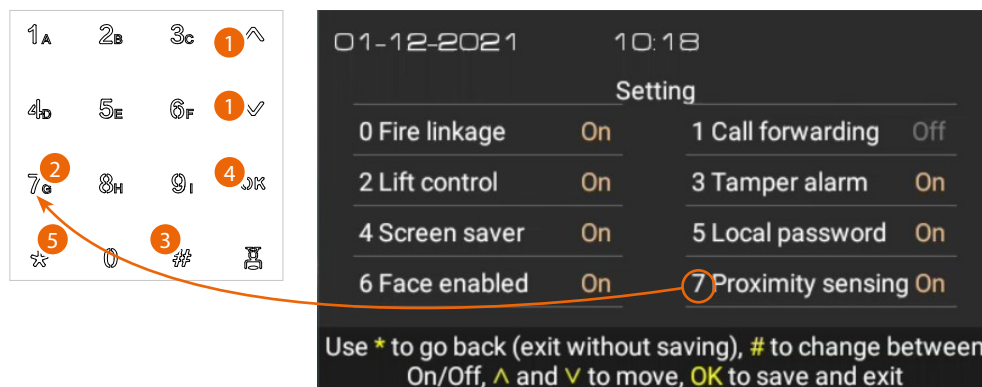 1A 2B 3C 1 ^
4D 5E 6F 1 v
7G 2 8H 9I 4 OK
* 5 0 3 #
01-12-2021 10:18
Setting
0 Fire linkage On 1 Call forwarding Off
2 Lift control On 3 Tamper alarm On
4 Screen saver On 5 Local password On
6 Face enabled On 7 Proximity sensing On
Use * to go back (exit without saving), # to change between
On/Off, ^ and v to move, OK to save and exit